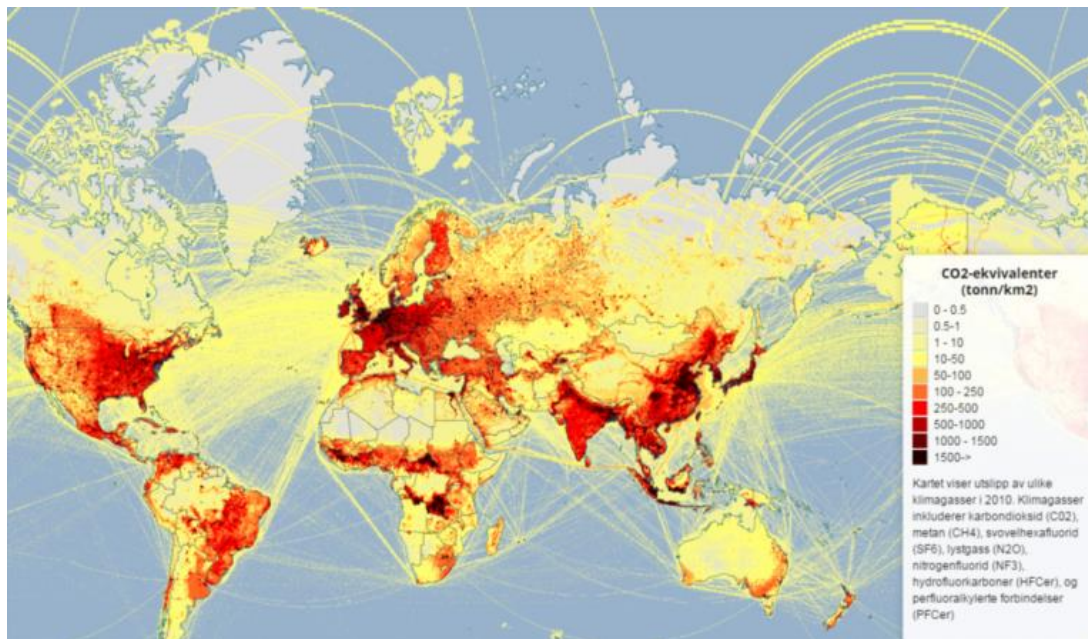 CO2-ekvivalenter
(tonn/km2)
0 - 0.5
0.5-1
1 - 10
10-50
50-100
100 - 250
250-500
500-1000
1000 - 1500
1500->
Kartet viser utslipp av ulike
klimagasser i 2010. Klimagasser
inkluderer karbondioksid (C02),
metan (CH4), svovelhexafluorid
(SF6), lystgass (N2O),
nitrogenfluorid (NF3),
hydrofluorkarboner (HFCer), og
perfluoralkylerte forbindelser
(PFCer)